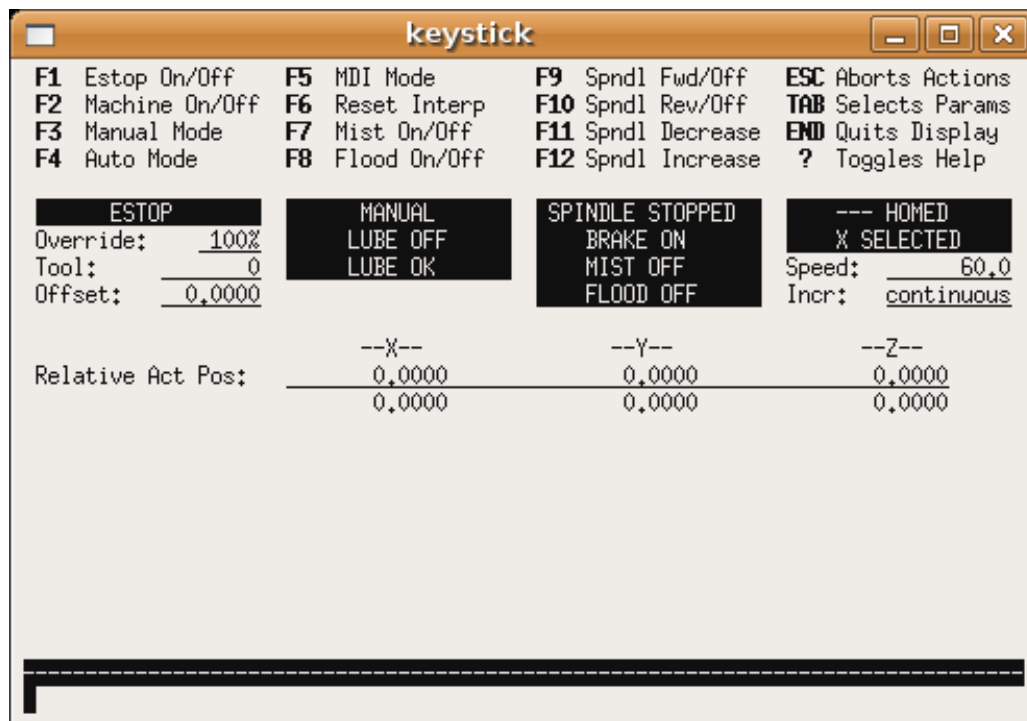 keystick
F1 Estop On/Off F5 MDI Mode F9 Spndl Fwd/Off ESC Aborts Actions
F2 Machine On/Off F6 Reset Interp F10 Spndl Rev/Off TAB Selects Params
F3 Manual Mode F7 Mist On/Off F11 Spndl Decrease END Quits Display
F4 Auto Mode F8 Flood On/Off F12 Spndl Increase ? Toggles Help
ESTOP MANUAL SPINDLE STOPPED --- HOMED
Override: 100% LUBE OFF BRAKE ON X SELECTED
Tool: 0 LUBE OK MIST OFF Speed: 60.0
Offset: 0.0000 FLOOD OFF Incr: continuous
--X-- --Y-- --Z--
Relative Act Pos: 0.0000 0.0000 0.0000
0.0000 0.0000 0.0000
--------------------------------------------------------------------------------